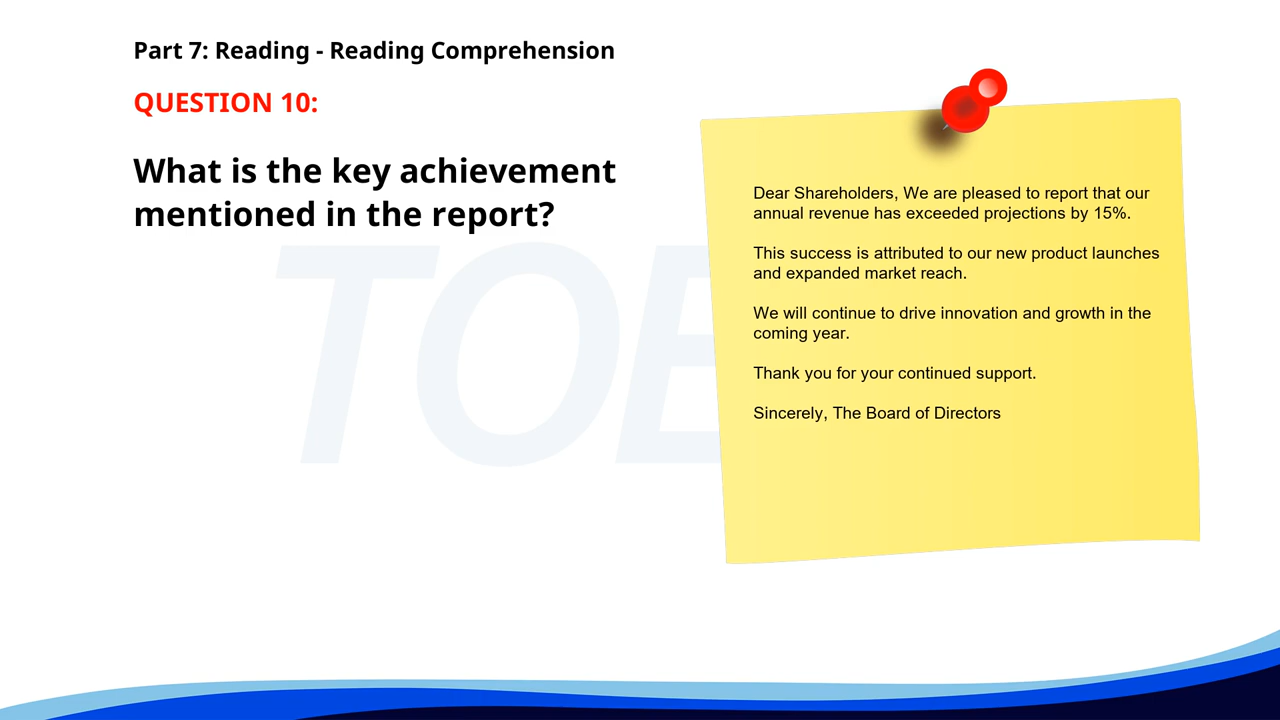 Part 7: Reading - Reading Comprehension
QUESTION 10:
What is the key achievement
mentioned in the report?
Dear Shareholders, We are pleased to report that our
annual revenue has exceeded projections by 15%.
This success is attributed to our new product launches
and expanded market reach.
We will continue to drive innovation and growth in the
coming year.
Thank you for your continued support.
Sincerely, The Board of Directors
TOE